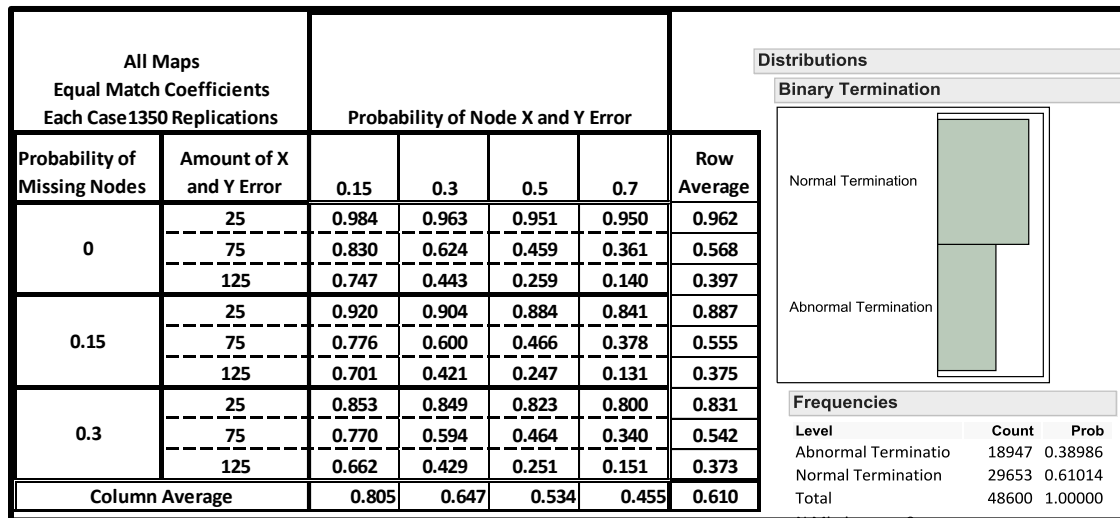 All Maps
Equal Match Coefficients
Each Case1350 Replications
Probability of Node X and Y Error
Probability of Missing Nodes Amount of X and Y Error 0.15 0.3 0.5 0.7 Row Average
0 25 0.984 0.963 0.951 0.950 0.962
75 0.830 0.624 0.459 0.361 0.568
125 0.747 0.443 0.259 0.140 0.397
0.15 25 0.920 0.904 0.884 0.841 0.887
75 0.776 0.600 0.466 0.378 0.555
125 0.701 0.421 0.247 0.131 0.375
0.3 25 0.853 0.849 0.823 0.800 0.831
75 0.770 0.594 0.464 0.340 0.542
125 0.662 0.429 0.251 0.151 0.373
Column Average 0.805 0.647 0.534 0.455 0.610
Distributions
Binary Termination
Normal Termination
Abnormal Termination
Frequencies
Level Count Prob
Abnormal Terminatio 18947 0.38986
Normal Termination 29653 0.61014
Total 48600 1.00000